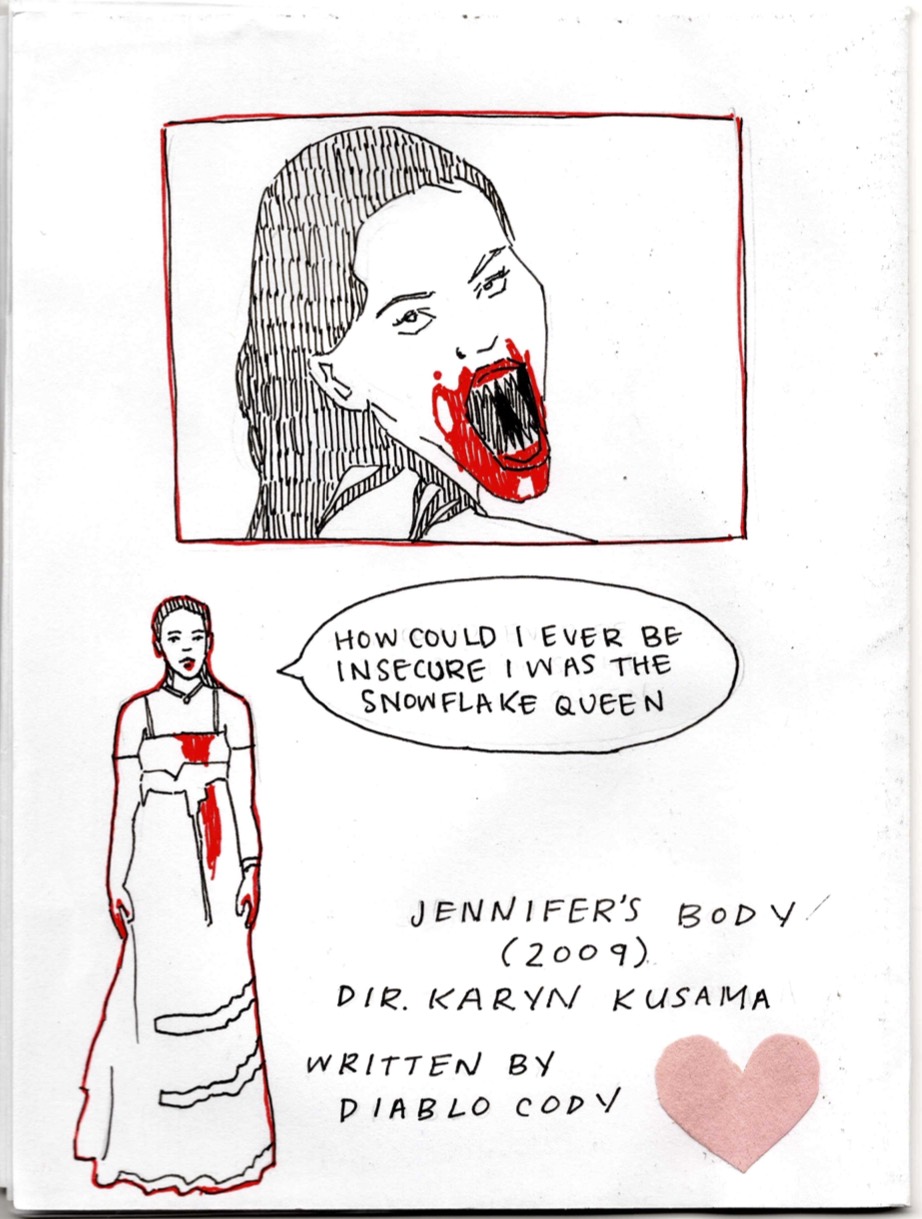 HOW COULD I EVER BE
INSECURE I WAS THE
SNOWFLAKE QUEEN
JENNIFER'S BODY
(2009)
DIR. KARYN KUSAMA
WRITTEN BY
DIABLO CODY